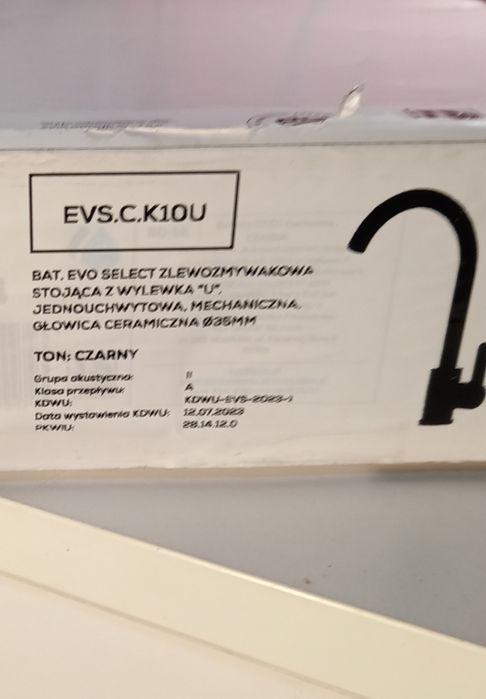 EVS.C.K10U
BAT. EVO SELECT ZLEWOZMYWAKOWA
STOJĄCA Z WYLEWKA "U",
JEDNOUCHWYTOWA, MECHANICZNA,
GŁOWICA CERAMICZNA Ø35MM
TON: CZARNY
Grupa akustyczna: II
Klasa przepływu: A
KDWU: KDWU-EVS-2023-1
Data wystawienia KDWU: 12.07.2023
PKWIU: 28.14.12.0